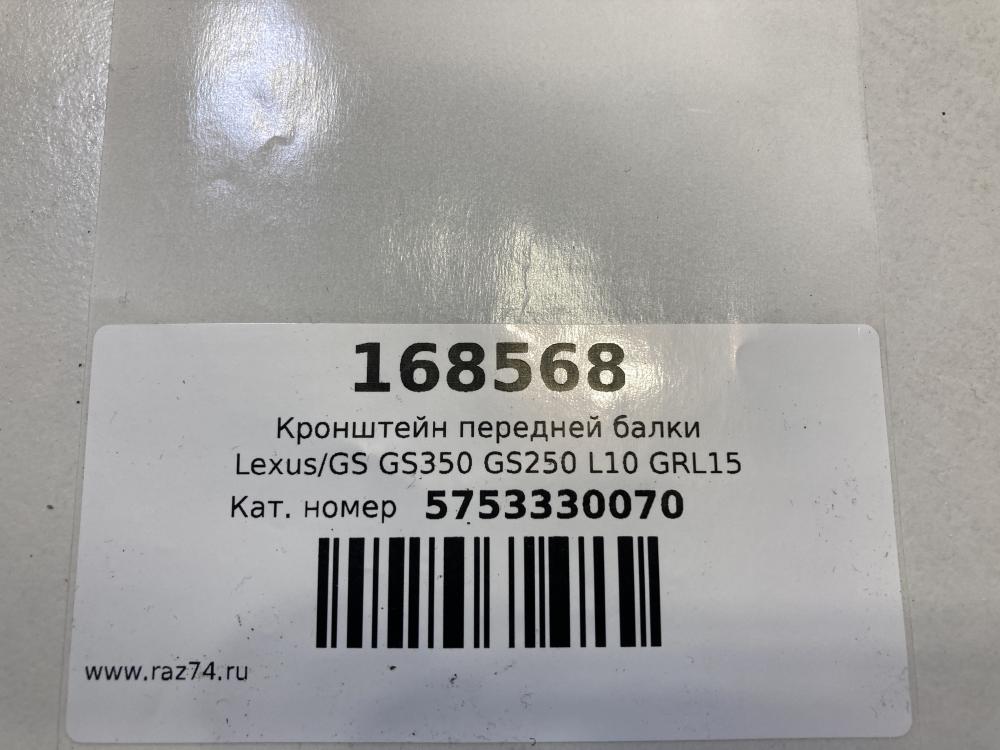 168568
Кронштейн передней балки
Lexus/GS GS350 GS250 L10 GRL15
Кат. номер 5753330070
www.raz74.ru